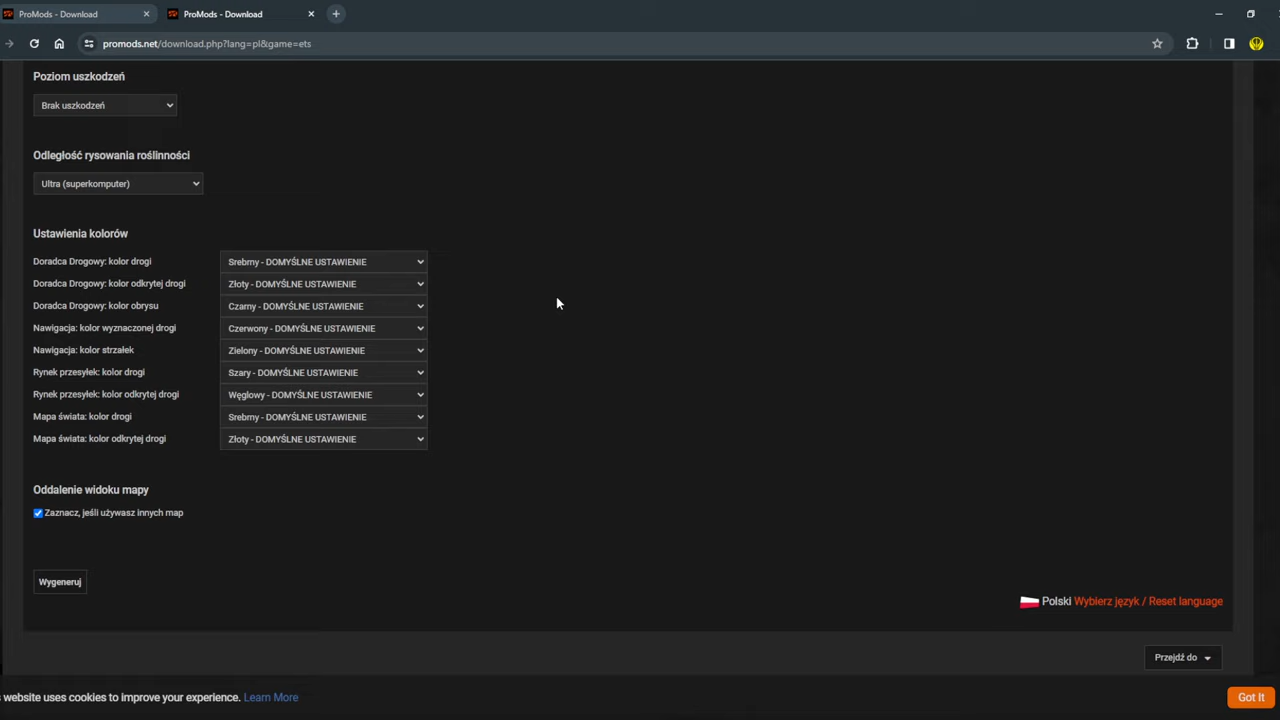 ProMods - Download
ProMods - Download
promods.net/download.php?lang=pl&game=ets
Poziom uszkodzeń
Brak uszkodzeń
Odległość rysowania roślinności
Ultra (superkomputer)
Ustawienia kolorów
Doradca Drogowy: kolor drogi Srebrny - DOMYŚLNE USTAWIENIE
Doradca Drogowy: kolor odkrytej drogi Złoty - DOMYŚLNE USTAWIENIE
Doradca Drogowy: kolor obrysu Czarny - DOMYŚLNE USTAWIENIE
Nawigacja: kolor wyznaczonej drogi Czerwony - DOMYŚLNE USTAWIENIE
Nawigacja: kolor strzałek Zielony - DOMYŚLNE USTAWIENIE
Rynek przesyłek: kolor drogi Szary - DOMYŚLNE USTAWIENIE
Rynek przesyłek: kolor odkrytej drogi Węglowy - DOMYŚLNE USTAWIENIE
Mapa świata: kolor drogi Srebrny - DOMYŚLNE USTAWIENIE
Mapa świata: kolor odkrytej drogi Złoty - DOMYŚLNE USTAWIENIE
Oddalenie widoku mapy
Zaznacz, jeśli używasz innych map
Wygeneruj
Polski Wybierz język / Reset language
Przejdź do
s website uses cookies to improve your experience. Learn More
Got It